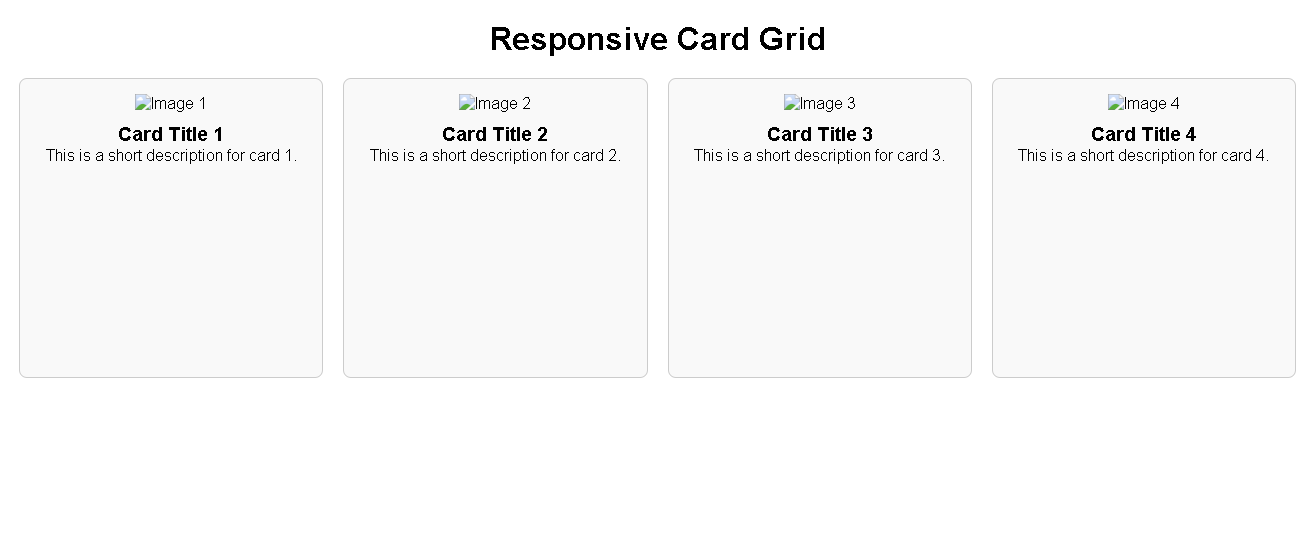 Responsive Card Grid
Image 1
Card Title 1
This is a short description for card 1.
Image 2
Card Title 2
This is a short description for card 2.
Image 3
Card Title 3
This is a short description for card 3.
Image 4
Card Title 4
This is a short description for card 4.